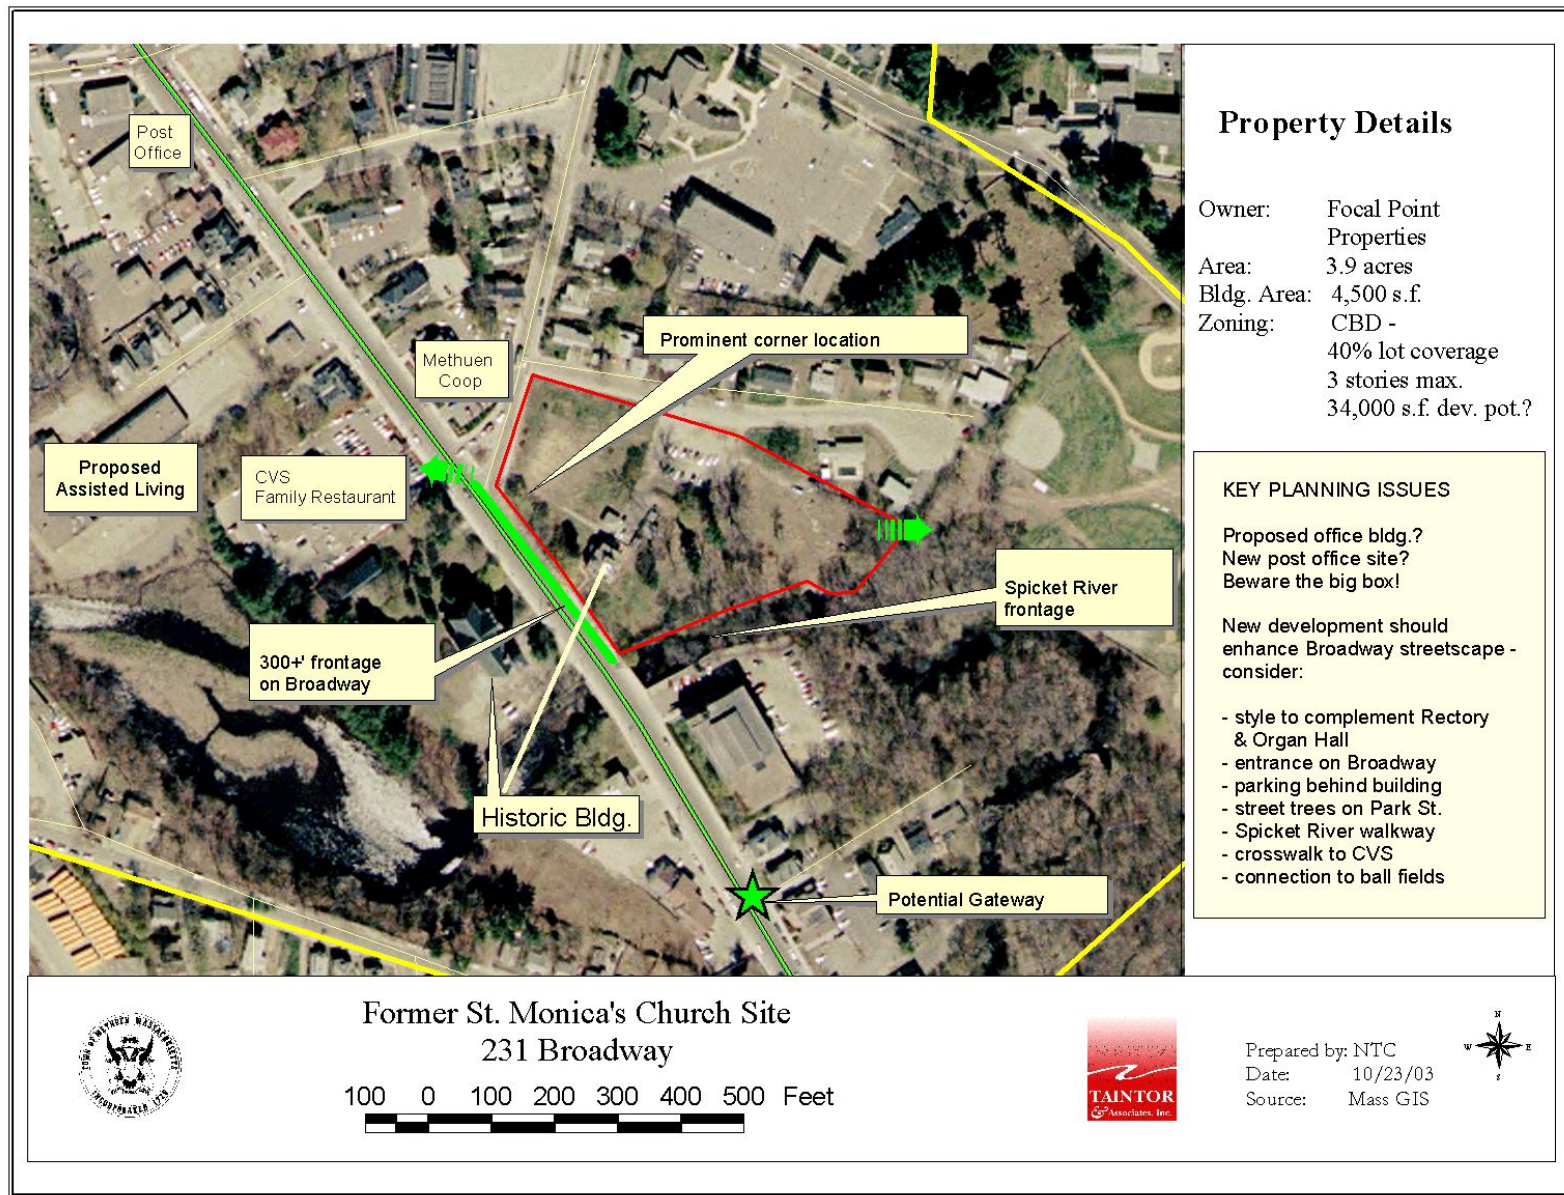 Post
Office
Methuen
Coop
Prominent corner location
Proposed
Assisted Living
CVS
Family Restaurant
Spicket River
frontage
300+' frontage
on Broadway
Historic Bldg.
Potential Gateway
Property Details
Owner: Focal Point
Properties
Area: 3.9 acres
Bldg. Area: 4,500 s.f.
Zoning: CBD -
40% lot coverage
3 stories max.
34,000 s.f. dev. pot.?
KEY PLANNING ISSUES
Proposed office bldg.?
New post office site?
Beware the big box!
New development should
enhance Broadway streetscape -
consider:
- style to complement Rectory
& Organ Hall
- entrance on Broadway
- parking behind building
- street trees on Park St.
- Spicket River walkway
- crosswalk to CVS
- connection to ball fields
TOWN OF METHUEN MASSACHUSETTS
Former St. Monica's Church Site
231 Broadway
100 0 100 200 300 400 500 Feet
TAINTOR
& Associates, Inc.
Prepared by: NTC
Date: 10/23/03
Source: Mass GIS
N
W E
S